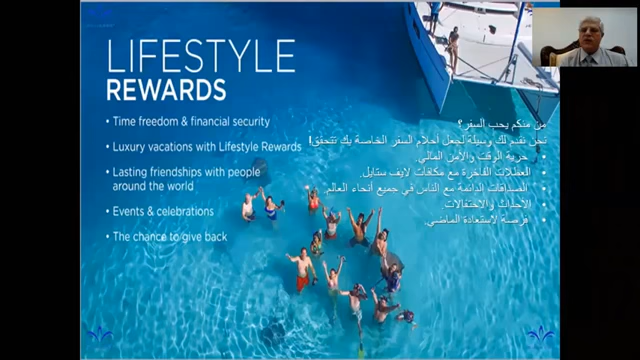 LIFESTYLE
REWARDS
• Time freedom & financial security
• Luxury vacations with Lifestyle Rewards
• Lasting friendships with people
around the world
• Events & celebrations
• The chance to give back
من منكم يحب السفر؟
نحن نقدم لك وسيلة لجعل أحلام السفر الخاصة بك تتحقق!
• حرية الوقت والأمن المالي.
• العطلات الفاخرة مع مكافآت لايف ستايل.
• الصداقات الدائمة مع الناس في جميع أنحاء العالم.
• الاحداث والاحتفالات.
• فرصة لاستعادة الماضي.